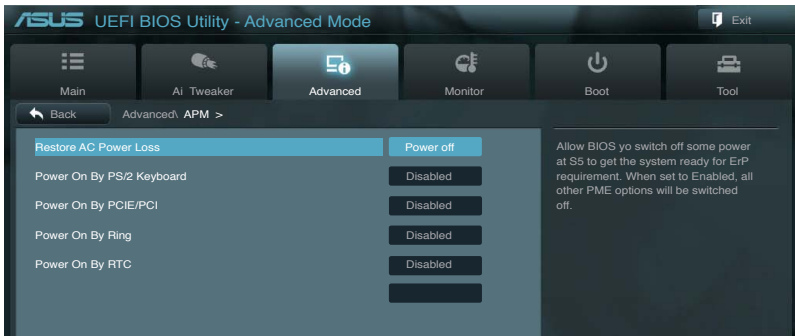 ASUS UEFI BIOS Utility - Advanced Mode
Exit
Main
Ai Tweaker
Advanced
Monitor
Boot
Tool
Back
Advanced\ APM >
Restore AC Power Loss
Power off
Power On By PS/2 Keyboard
Disabled
Power On By PCIE/PCI
Disabled
Power On By Ring
Disabled
Power On By RTC
Disabled
Allow BIOS yo switch off some power
at S5 to get the system ready for ErP
requirement. When set to Enabled, all
other PME options will be switched
off.